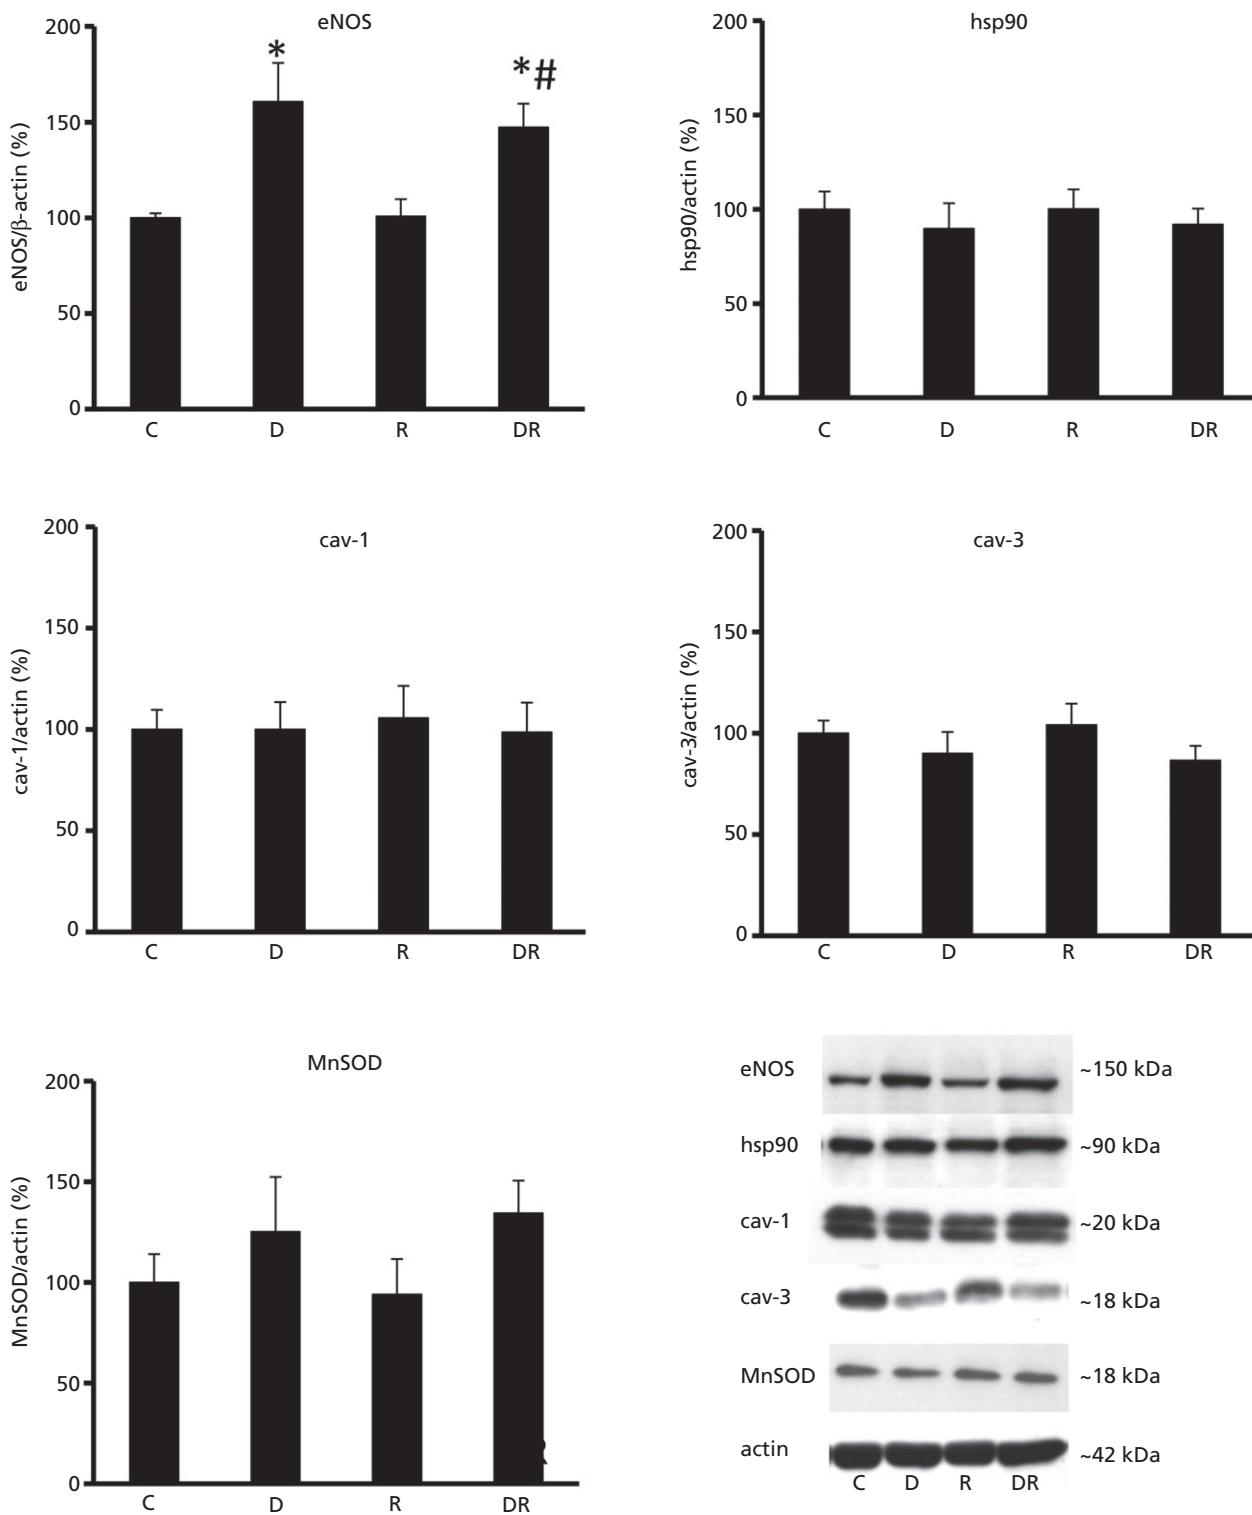 eNOS
200
150
100
50
0
eNOS/β-actin (%)
*
*#
C D R DR
hsp90
200
150
100
50
0
hsp90/actin (%)
C D R DR
cav-1
200
150
100
50
0
cav-1/actin (%)
C D R DR
cav-3
200
150
100
50
0
cav-3/actin (%)
C D R DR
MnSOD
200
150
100
50
0
MnSOD/actin (%)
C D R DR
eNOS ~150 kDa
hsp90 ~90 kDa
cav-1 ~20 kDa
cav-3 ~18 kDa
MnSOD ~18 kDa
actin ~42 kDa
C D R DR